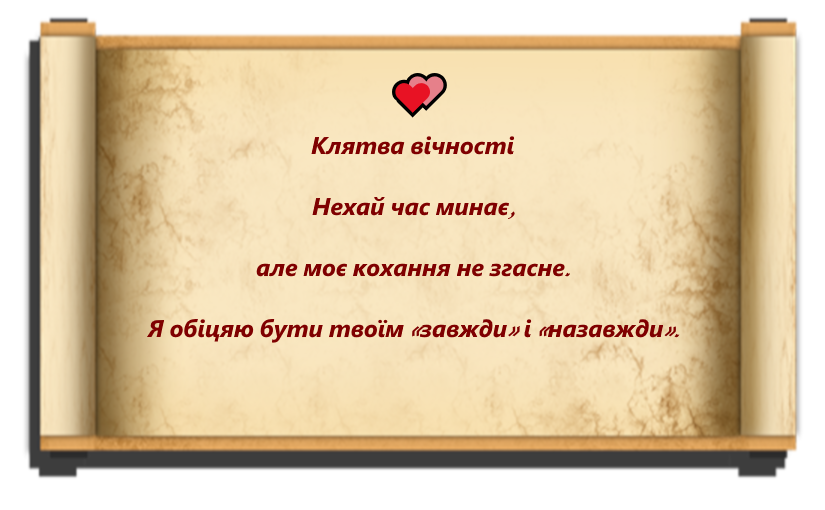 Клятва вічності
Нехай час минає,
але моє кохання не згасне.
Я обіцяю бути твоїм «завжди» і «назавжди».